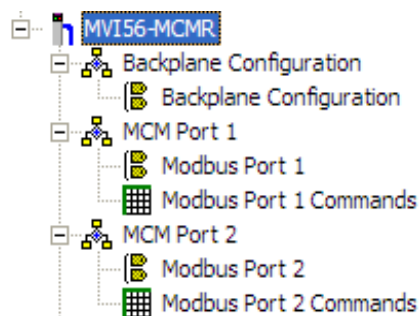 MVI56-MCMR
Backplane Configuration
Backplane Configuration
MCM Port 1
Modbus Port 1
Modbus Port 1 Commands
MCM Port 2
Modbus Port 2
Modbus Port 2 Commands